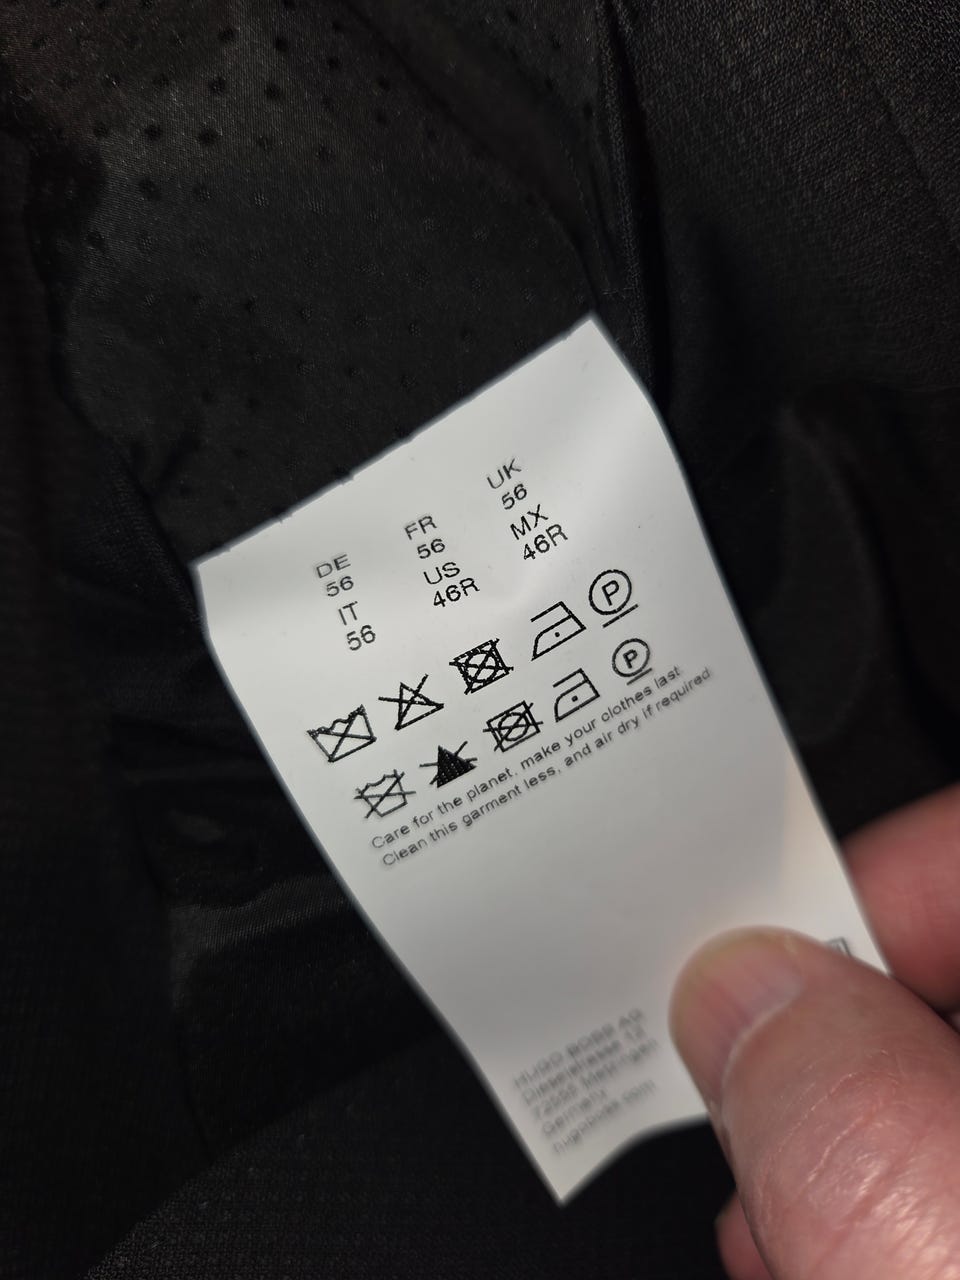 DE
56
IT
56
FR
56
US
46R
UK
56
MX
46R
P
P
Care for the planet, make your clothes last
Clean this garment less, and air dry if required
HUGO BOSS AG
Dieselstrasse 12
72555 Metzingen
Germany
hugoboss.com